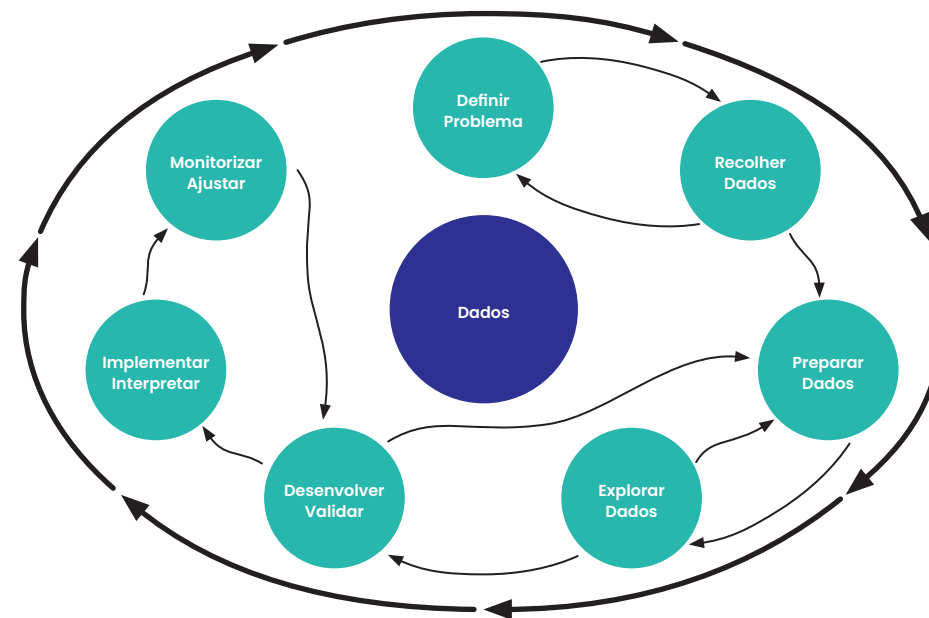 Definir
Problema
Recolher
Dados
Preparar
Dados
Explorar
Dados
Desenvolver
Validar
Implementar
Interpretar
Monitorizar
Ajustar
Dados